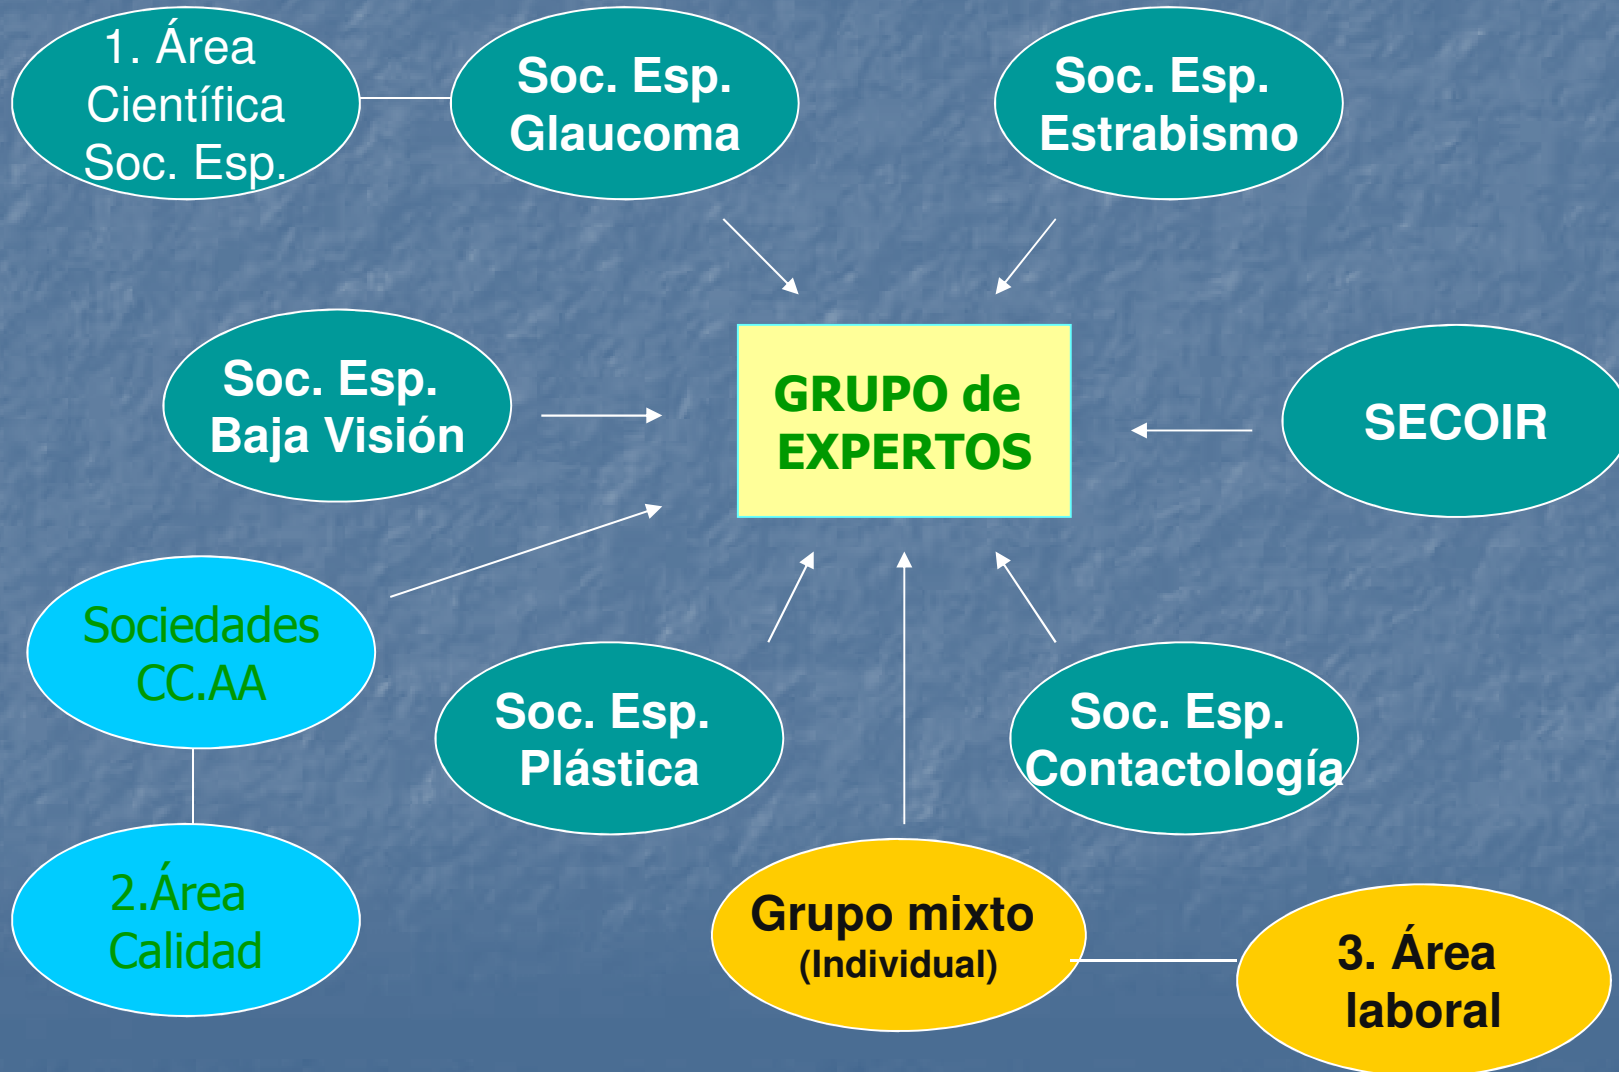 1. Área
Científica
Soc. Esp.
Soc. Esp.
Glaucoma
Soc. Esp.
Estrabismo
Soc. Esp.
Baja Visión
GRUPO de
EXPERTOS
SECOIR
Sociedades
CC.AA
Soc. Esp.
Plástica
Soc. Esp.
Contactología
2.Área
Calidad
Grupo mixto
(Individual)
3. Área
laboral